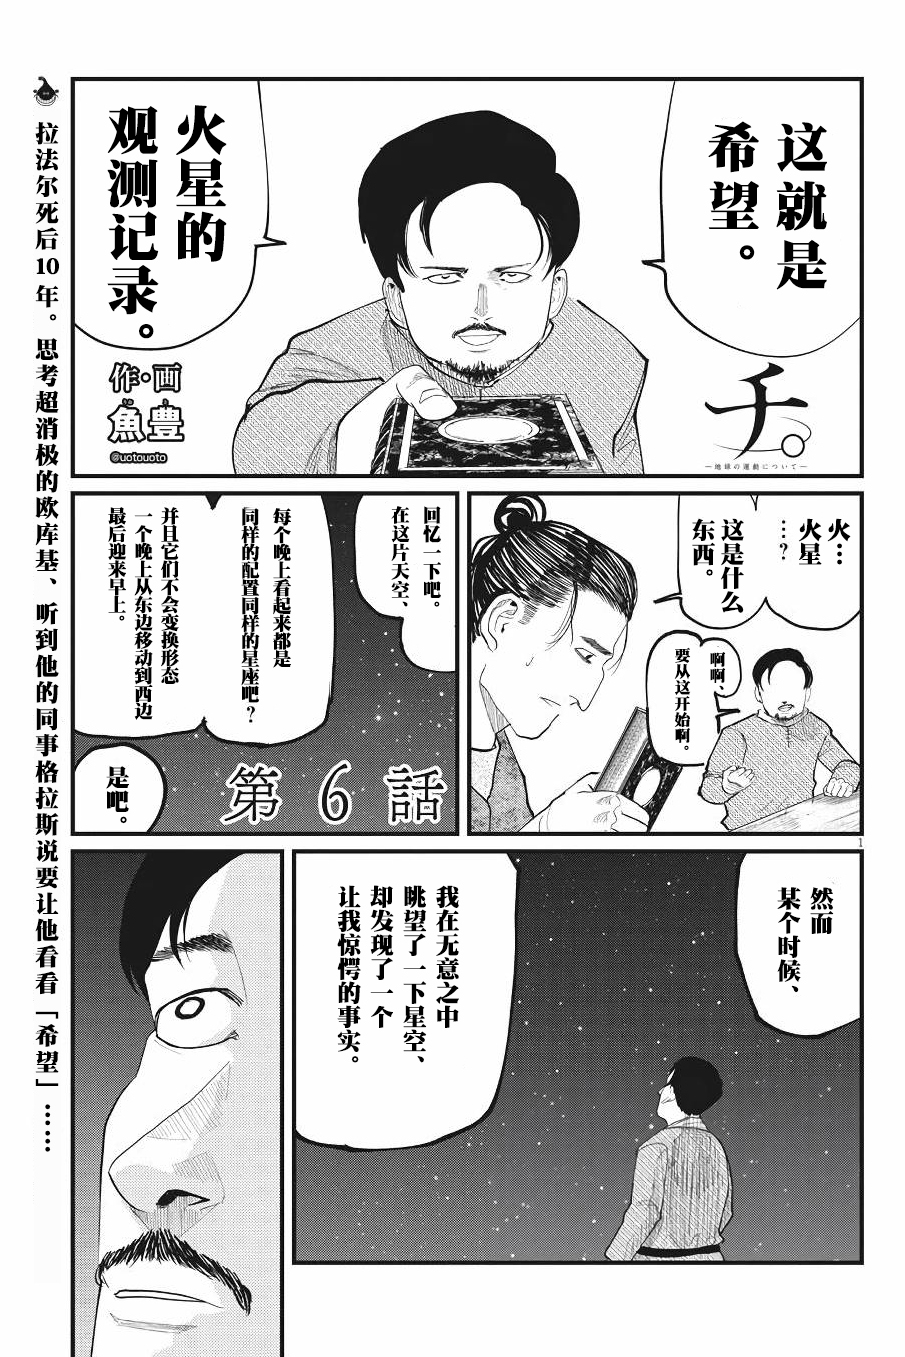 拉法尔死后10年。思考超消极的欧库基、听到他的同事格拉斯说要让他看看「希望」……
这就是
希望。
火星的
观测记录。
作・画
魚豊
うお
と
@uotouoto
チ。
―地球の運動について―
火…
火星
…?
这是什么
东西。
啊啊、
要从这开始啊。
回忆一下吧。
在这片天空、
每个晚上看起来都是
同样的配置同样的星座吧?
并且它们不会变换形态
一个晚上从东边移动到西边
最后迎来早上。
是吧。
第6話
1
然而
某个时候、
我在无意之中
眺望了一下星空、
却发现了一个
让我惊愕的事实。